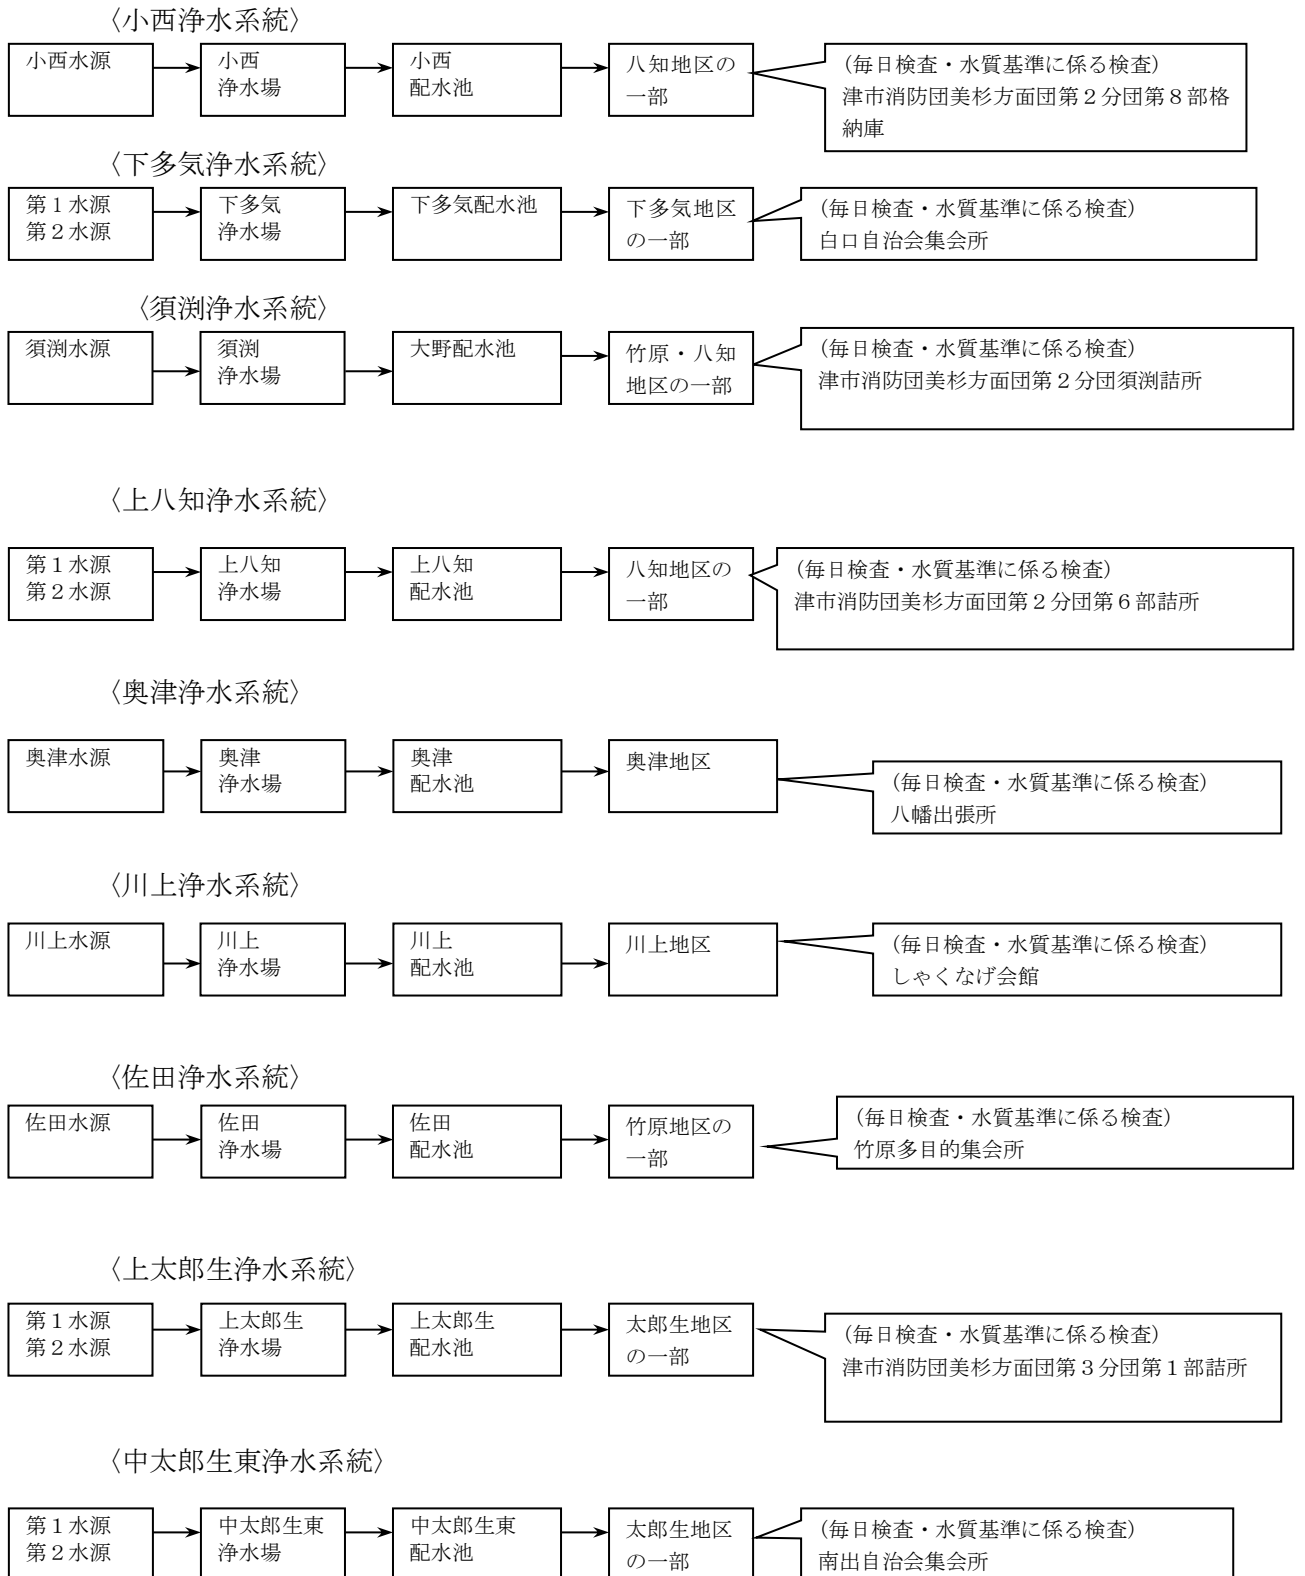 〈小西浄水系統〉
小西水源
小西
浄水場
小西
配水池
八知地区の
一部
（毎日検査・水質基準に係る検査）
津市消防団美杉方面団第２分団第８部格
納庫
〈下多気浄水系統〉
第１水源
第２水源
下多気
浄水場
下多気配水池
下多気地区
の一部
（毎日検査・水質基準に係る検査）
白口自治会集会所
〈須渕浄水系統〉
須渕水源
須渕
浄水場
大野配水池
竹原・八知
地区の一部
（毎日検査・水質基準に係る検査）
津市消防団美杉方面団第２分団須渕詰所
〈上八知浄水系統〉
第１水源
第２水源
上八知
浄水場
上八知
配水池
八知地区の
一部
（毎日検査・水質基準に係る検査）
津市消防団美杉方面団第２分団第６部詰所
〈奥津浄水系統〉
奥津水源
奥津
浄水場
奥津
配水池
奥津地区
（毎日検査・水質基準に係る検査）
八幡出張所
〈川上浄水系統〉
川上水源
川上
浄水場
川上
配水池
川上地区
（毎日検査・水質基準に係る検査）
しゃくなげ会館
〈佐田浄水系統〉
佐田水源
佐田
浄水場
佐田
配水池
竹原地区の
一部
（毎日検査・水質基準に係る検査）
竹原多目的集会所
〈上太郎生浄水系統〉
第１水源
第２水源
上太郎生
浄水場
上太郎生
配水池
太郎生地区
の一部
（毎日検査・水質基準に係る検査）
津市消防団美杉方面団第３分団第１部詰所
〈中太郎生東浄水系統〉
第１水源
第２水源
中太郎生東
浄水場
中太郎生東
配水池
太郎生地区
の一部
（毎日検査・水質基準に係る検査）
南出自治会集会所